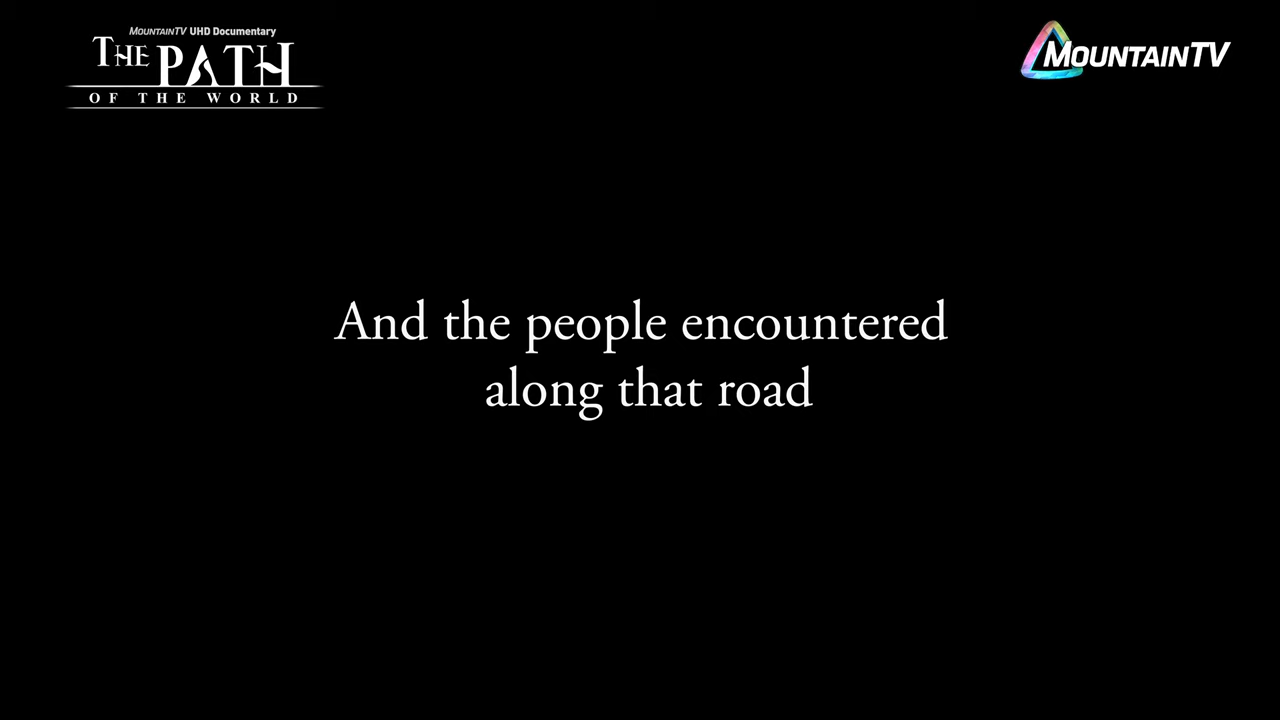 MOUNTAINTV UHD Documentary
THE PATH
OF THE WORLD
MOUNTAINTV
And the people encountered
along that road